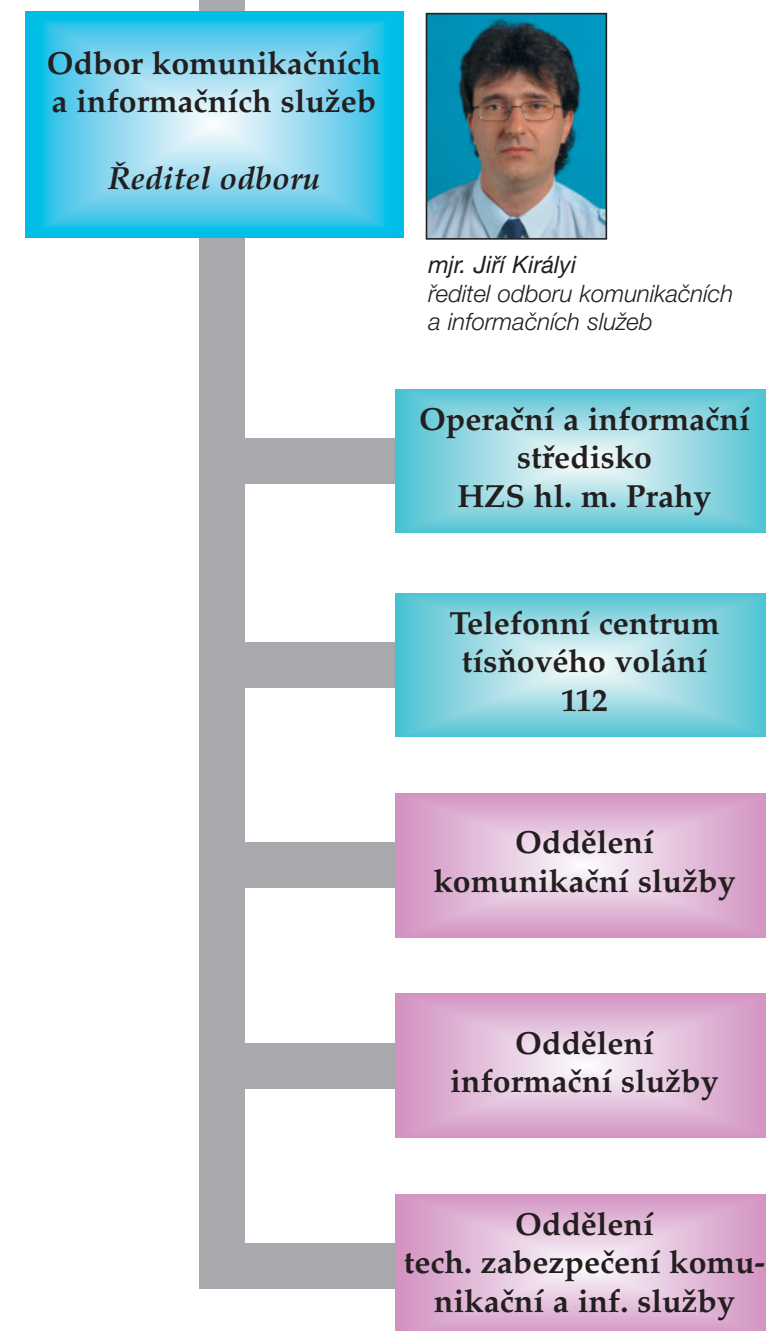 Odbor komunikačních
a informačních služeb
Ředitel odboru
mjr. Jiří Királyi
ředitel odboru komunikačních
a informačních služeb
Operační a informační
středisko
HZS hl. m. Prahy
Telefonní centrum
tísňového volání
112
Oddělení
komunikační služby
Oddělení
informační služby
Oddělení
tech. zabezpečení komu-
nikační a inf. služby